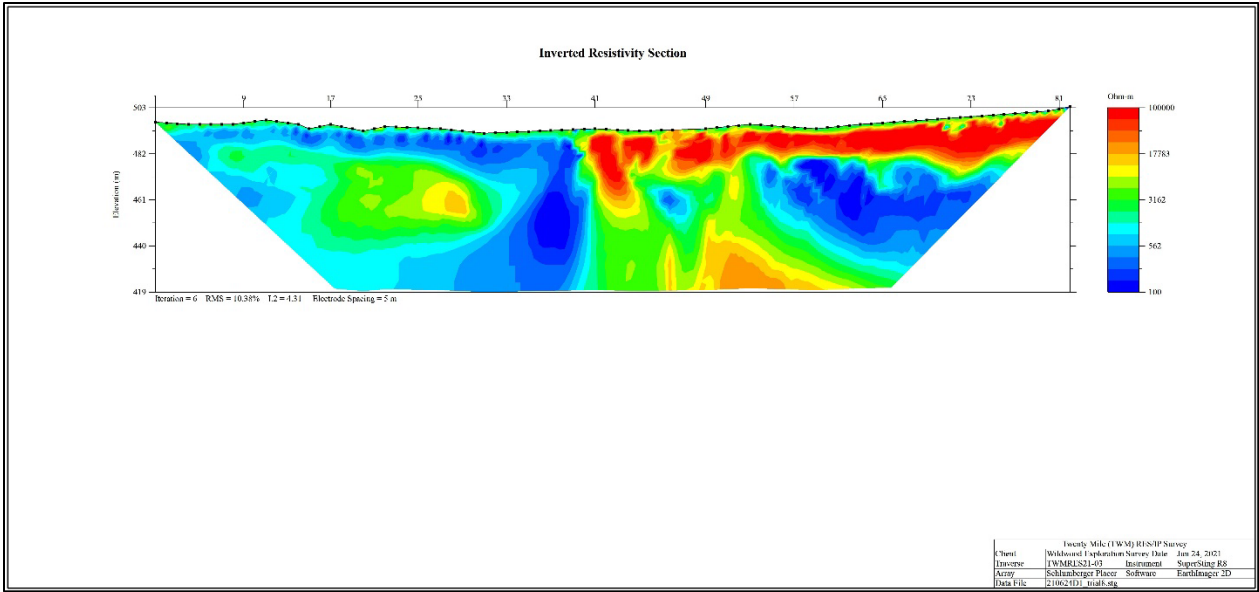 Inverted Resistivity Section
Ohm-m
9 17 25 33 41 49 57 65 73 81
503
482
461
440
419
Elevation (m)
100000
17783
3162
562
100
Iteration = 6 RMS = 10.38% L2 = 4.31 Electrode Spacing = 5 m
Twenty Mile (TWM) RES/IP Survey
Client Wildwood Exploration Survey Date Jun 24, 2021
Traverse TWMRES21-03 Instrument SuperSting R8
Array Schlumberger Placer Software EarthImager 2D
Data File 210624D1_trial8.stg